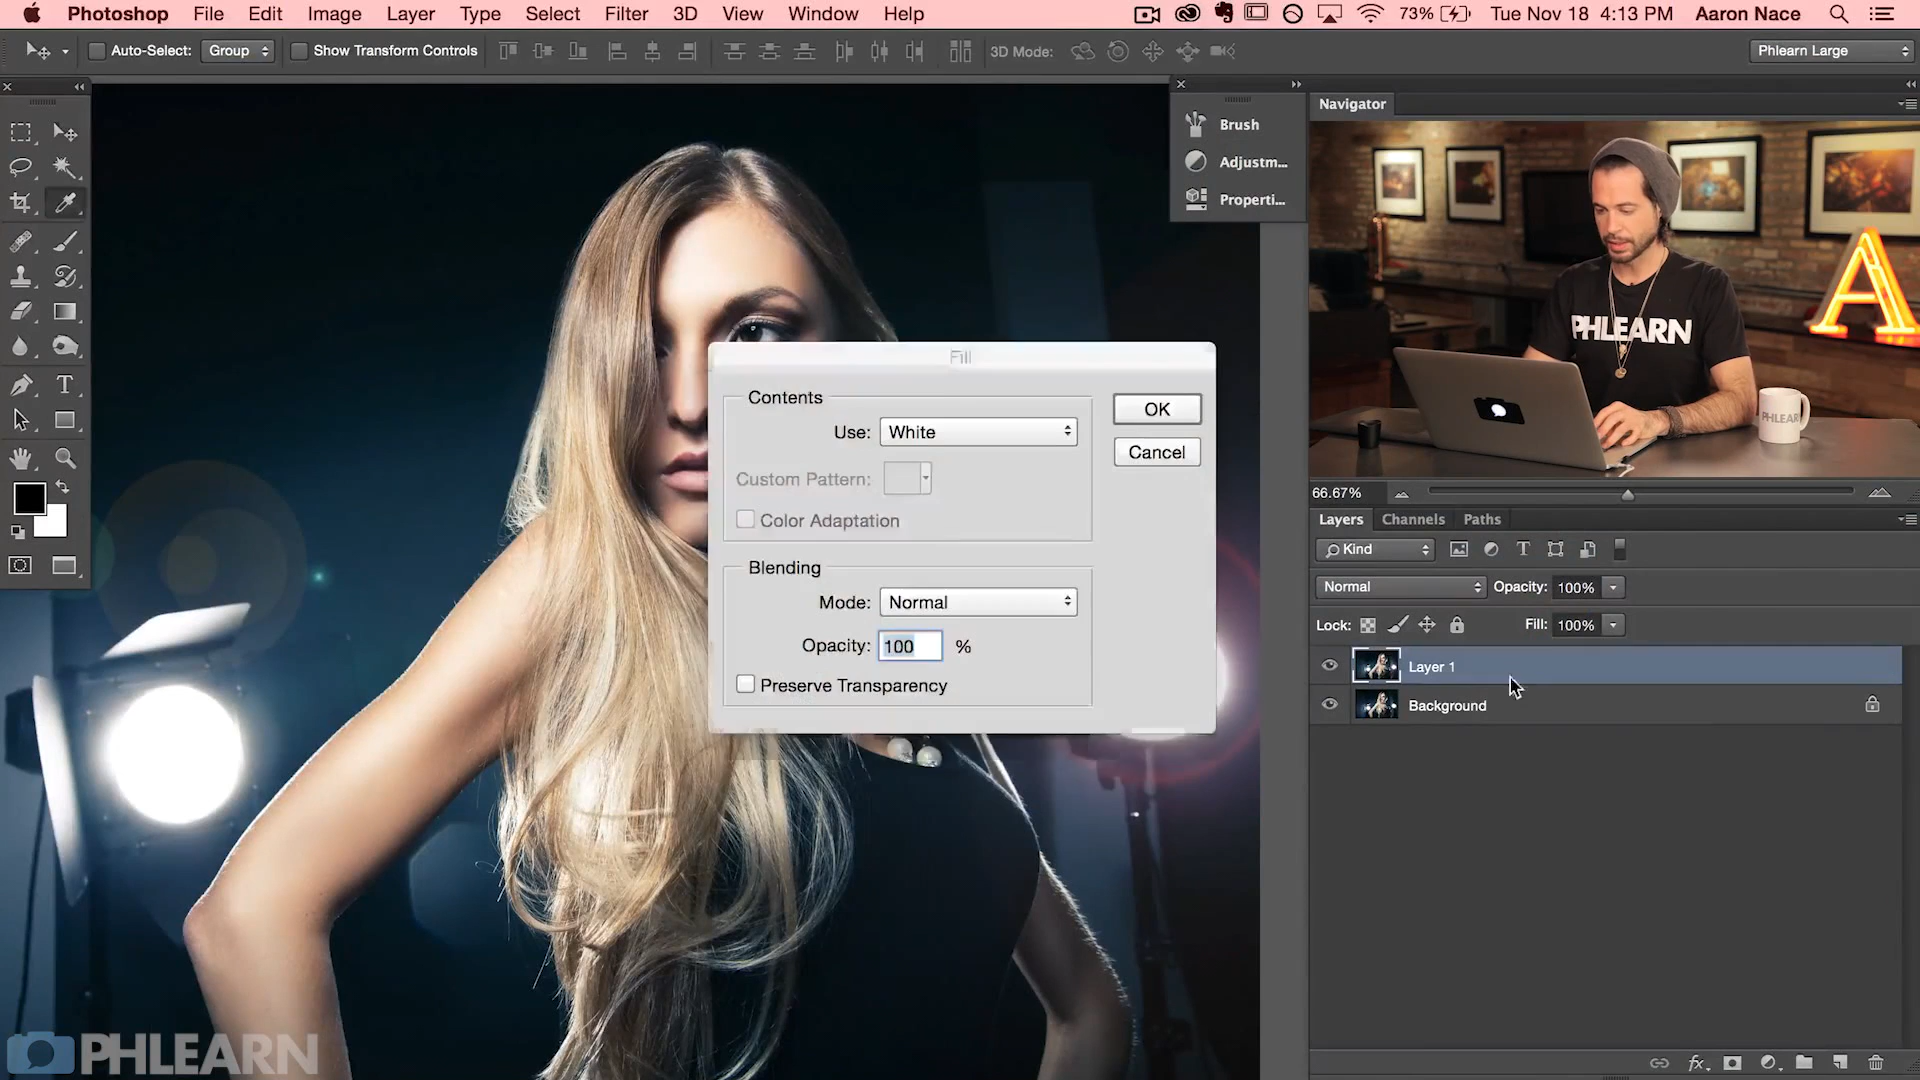 Photoshop File Edit Image Layer Type Select Filter 3D View Window Help 73% Tue Nov 18 4:13 PM Aaron Nace
Auto-Select: Group Show Transform Controls 3D Mode: Phlearn Large
Navigator
Brush
Adjustm...
Properti...
PHLEARN
PHLEARN
A
Fill
Contents
Use: White
Custom Pattern:
Color Adaptation
OK
Cancel
Blending
Mode: Normal
Opacity: 100 %
Preserve Transparency
66.67%
Layers Channels Paths
Kind
Normal Opacity: 100%
Lock: Fill: 100%
Layer 1
Background
PHLEARN